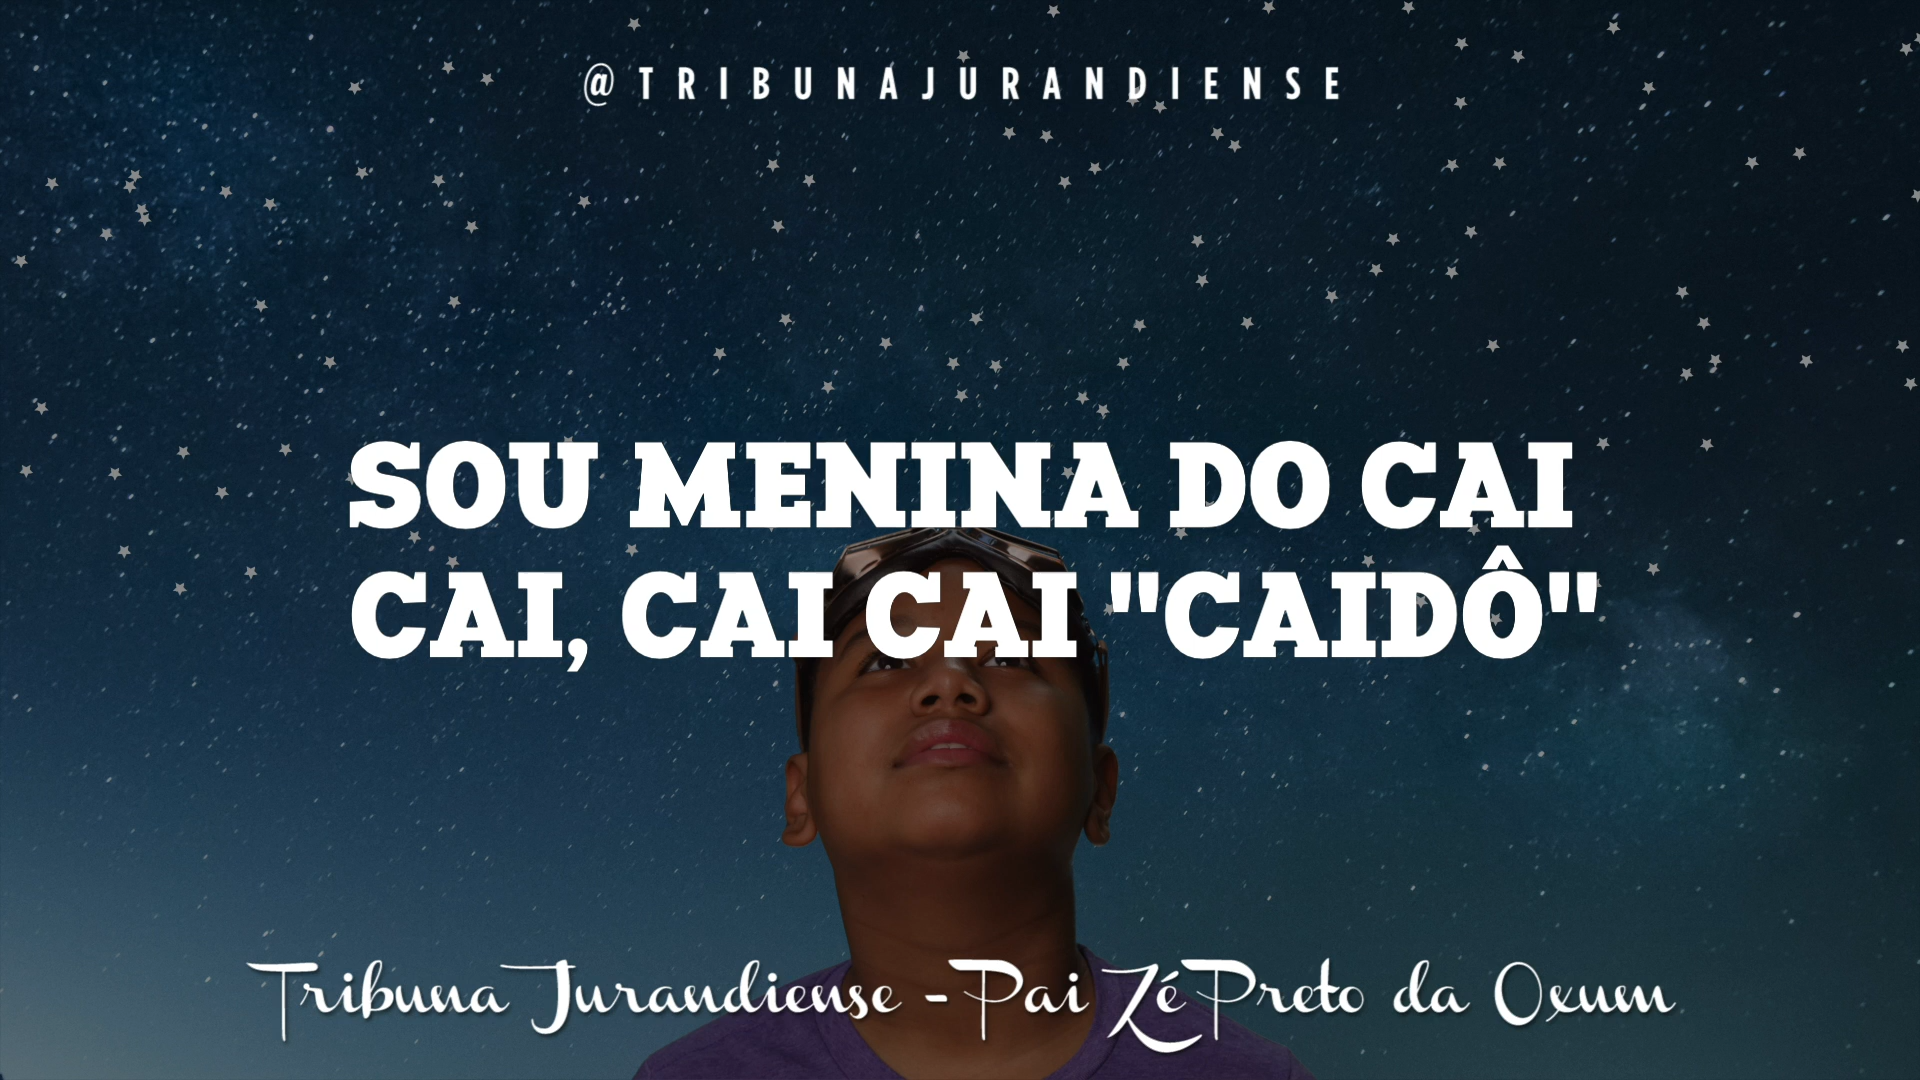 @TRIBUNAJURANDIENSE
SOU MENINA DO CAI
CAI, CAI CAI "CAIDÔ"
Tribuna Jurandiense - Pai Zé Preto da Oxum